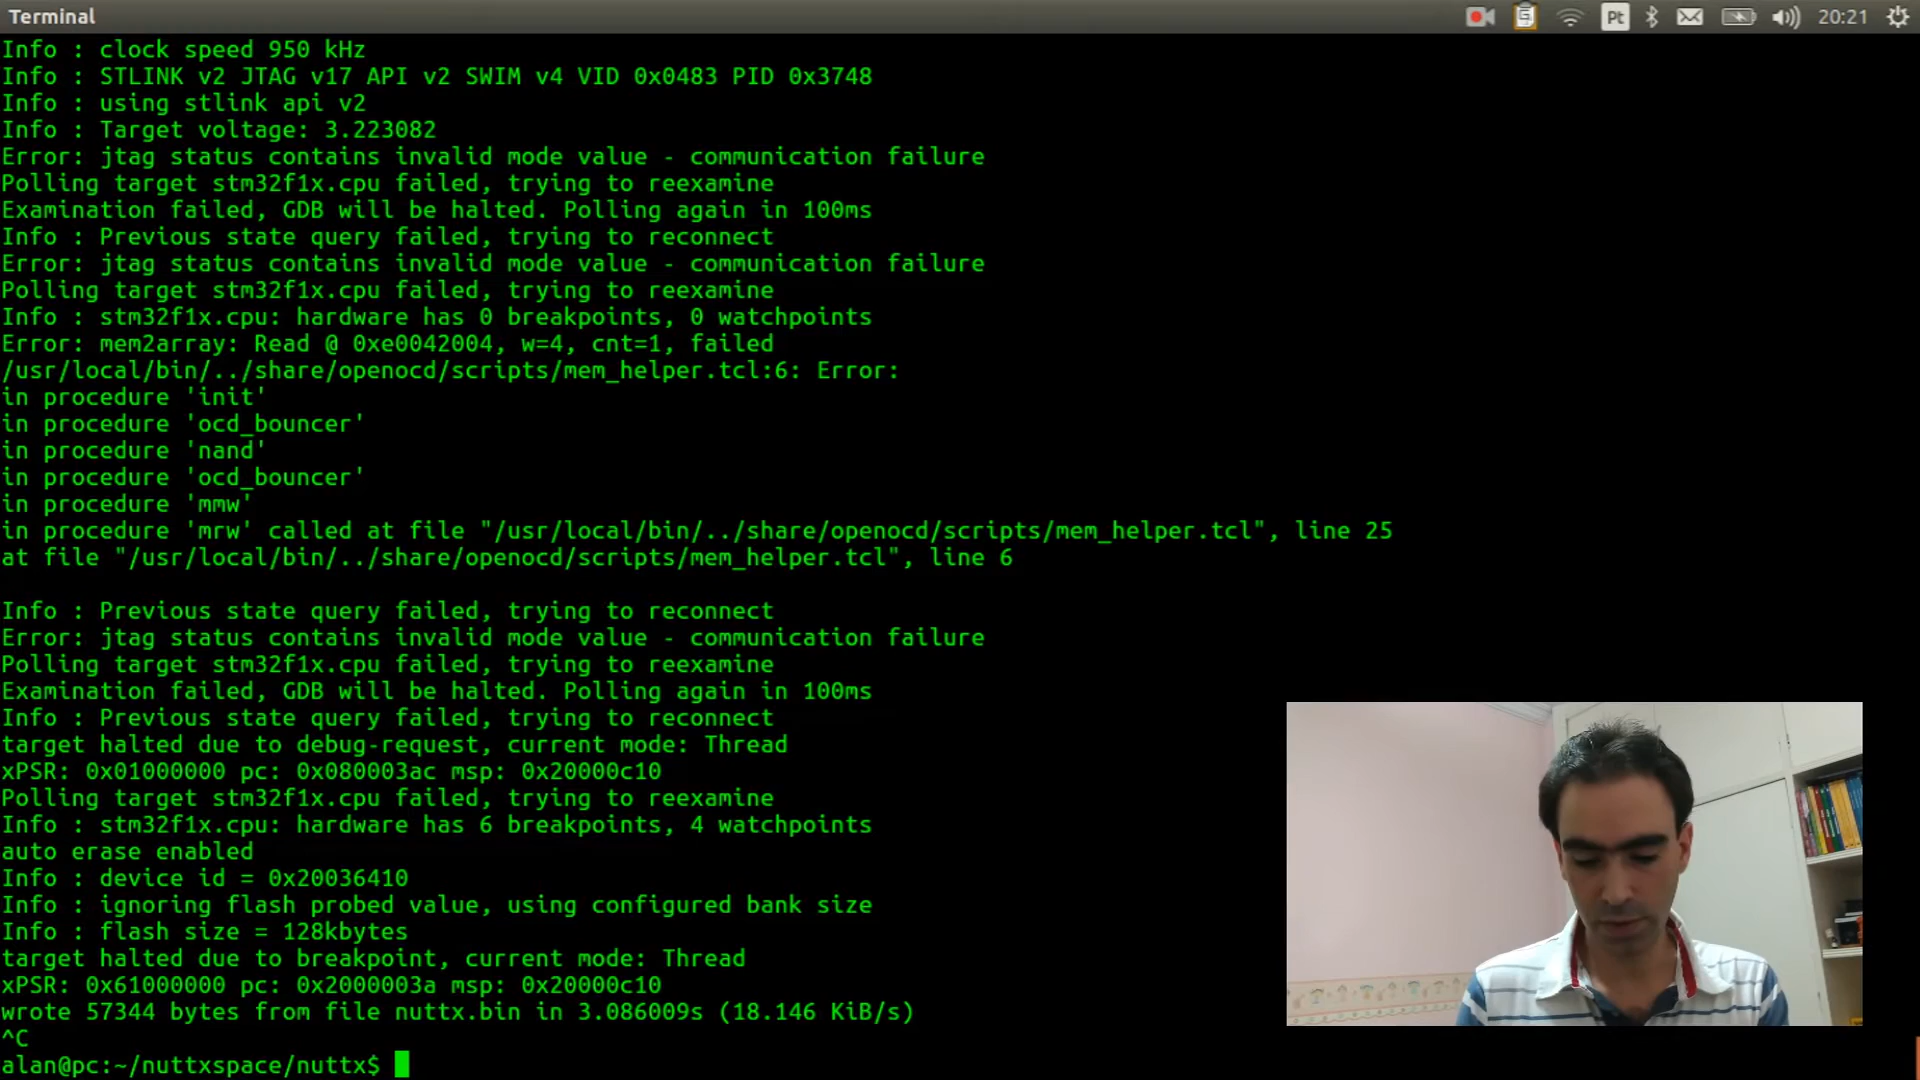 Terminal
Pt
20:21
Info : clock speed 950 kHz
Info : STLINK v2 JTAG v17 API v2 SWIM v4 VID 0x0483 PID 0x3748
Info : using stlink api v2
Info : Target voltage: 3.223082
Error: jtag status contains invalid mode value - communication failure
Polling target stm32f1x.cpu failed, trying to reexamine
Examination failed, GDB will be halted. Polling again in 100ms
Info : Previous state query failed, trying to reconnect
Error: jtag status contains invalid mode value - communication failure
Polling target stm32f1x.cpu failed, trying to reexamine
Info : stm32f1x.cpu: hardware has 0 breakpoints, 0 watchpoints
Error: mem2array: Read @ 0xe0042004, w=4, cnt=1, failed
/usr/local/bin/../share/openocd/scripts/mem_helper.tcl:6: Error:
in procedure 'init'
in procedure 'ocd_bouncer'
in procedure 'nand'
in procedure 'ocd_bouncer'
in procedure 'mmw'
in procedure 'mrw' called at file "/usr/local/bin/../share/openocd/scripts/mem_helper.tcl", line 25
at file "/usr/local/bin/../share/openocd/scripts/mem_helper.tcl", line 6
Info : Previous state query failed, trying to reconnect
Error: jtag status contains invalid mode value - communication failure
Polling target stm32f1x.cpu failed, trying to reexamine
Examination failed, GDB will be halted. Polling again in 100ms
Info : Previous state query failed, trying to reconnect
target halted due to debug-request, current mode: Thread
xPSR: 0x01000000 pc: 0x080003ac msp: 0x20000c10
Polling target stm32f1x.cpu failed, trying to reexamine
Info : stm32f1x.cpu: hardware has 6 breakpoints, 4 watchpoints
auto erase enabled
Info : device id = 0x20036410
Info : ignoring flash probed value, using configured bank size
Info : flash size = 128kbytes
target halted due to breakpoint, current mode: Thread
xPSR: 0x61000000 pc: 0x2000003a msp: 0x20000c10
wrote 57344 bytes from file nuttx.bin in 3.086009s (18.146 KiB/s)
^C
alan@pc:~/nuttxspace/nuttx$